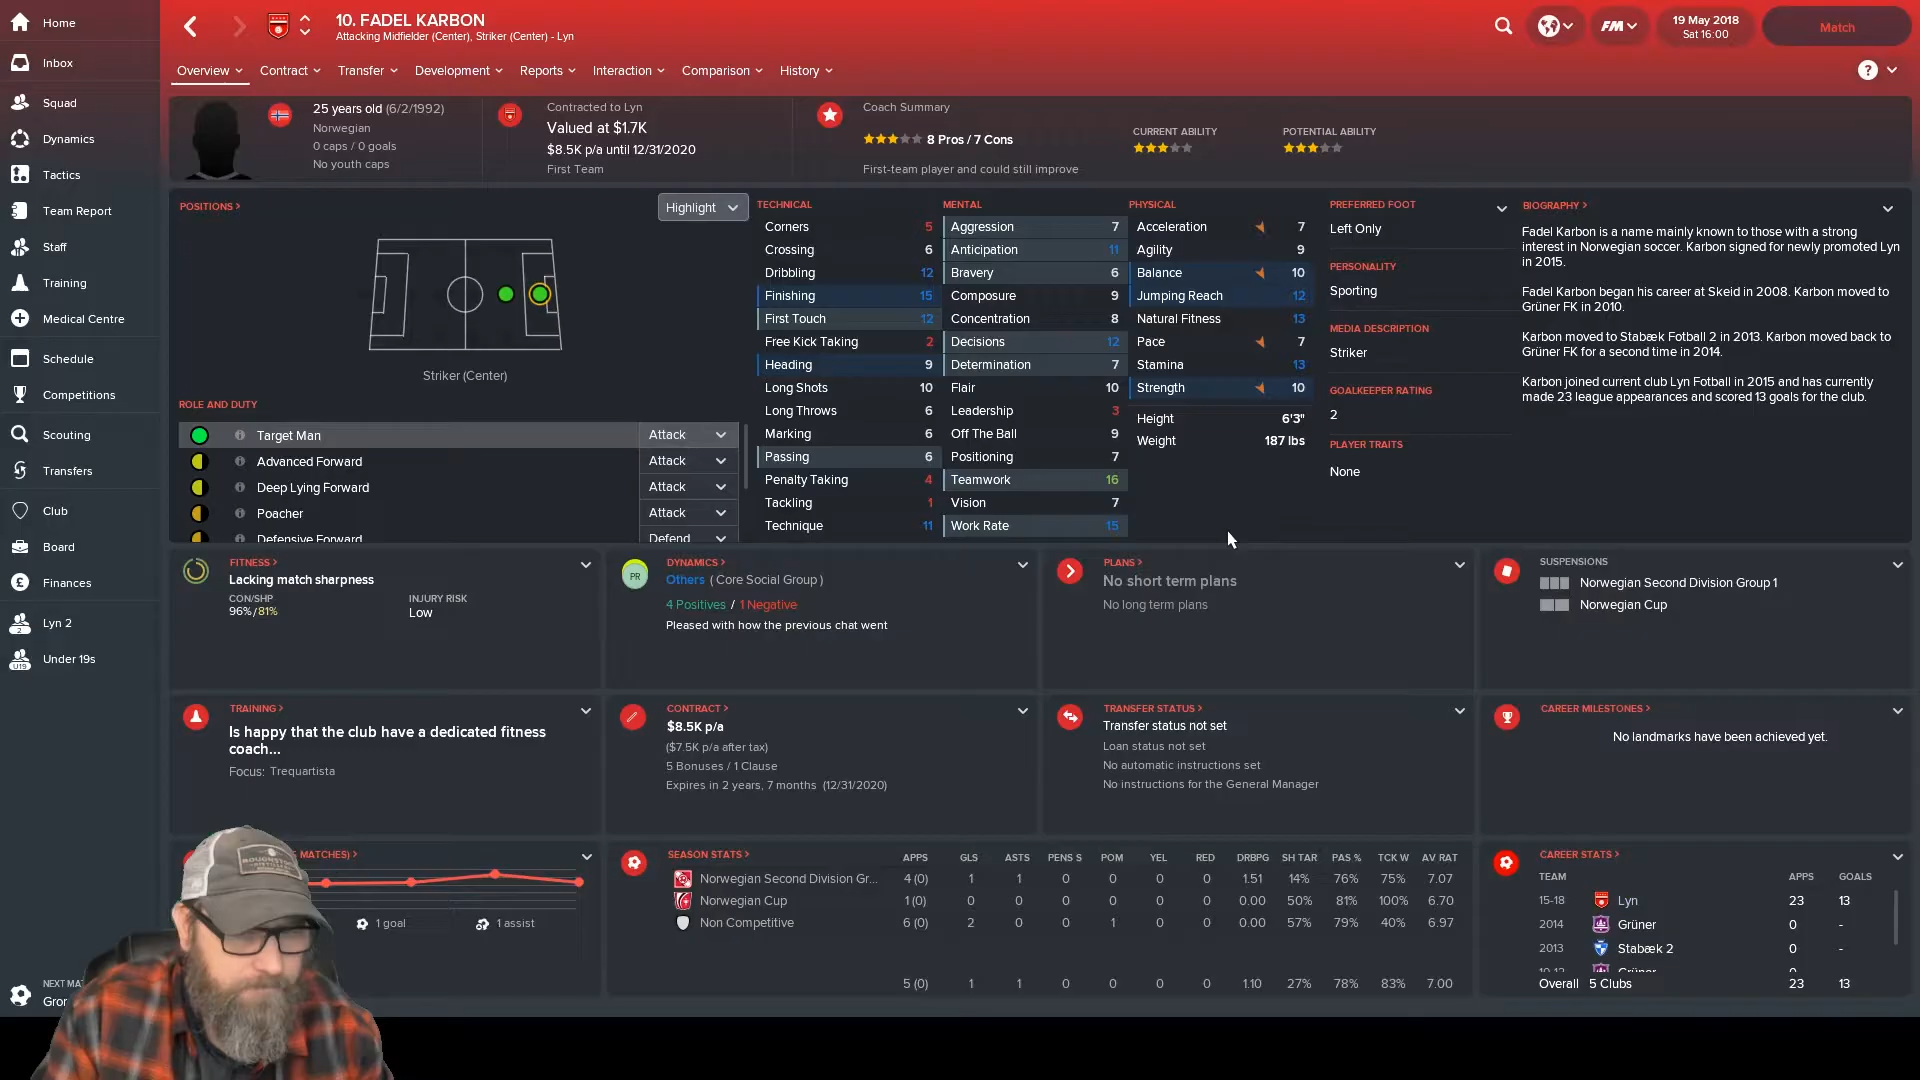 Home
Inbox
Squad
Dynamics
Tactics
Team Report
Staff
Training
Medical Centre
Schedule
Competitions
Scouting
Transfers
Club
Board
Finances
Lyn 2
Under 19s
10. FADEL KARBON
Attacking Midfielder (Center), Striker (Center) - Lyn
FM
19 May 2018
Sat 16:00
Match
Overview
Contract
Transfer
Development
Reports
Interaction
Comparison
History
?
25 years old (6/2/1992)
Norwegian
0 caps / 0 goals
No youth caps
Contracted to Lyn
Valued at $1.7K
$8.5K p/a until 12/31/2020
First Team
Coach Summary
8 Pros / 7 Cons
First-team player and could still improve
CURRENT ABILITY
POTENTIAL ABILITY
POSITIONS >
Highlight
Striker (Center)
ROLE AND DUTY
Target Man Attack
Advanced Forward Attack
Deep Lying Forward Attack
Poacher Attack
Defensive Forward Defend
TECHNICAL
Corners 5
Crossing 6
Dribbling 12
Finishing 15
First Touch 12
Free Kick Taking 2
Heading 9
Long Shots 10
Long Throws 6
Marking 6
Passing 6
Penalty Taking 4
Tackling 1
Technique 11
MENTAL
Aggression 7
Anticipation 11
Bravery 6
Composure 9
Concentration 8
Decisions 12
Determination 7
Flair 10
Leadership 3
Off The Ball 9
Positioning 7
Teamwork 16
Vision 7
Work Rate 15
PHYSICAL
Acceleration 7
Agility 9
Balance 10
Jumping Reach 12
Natural Fitness 13
Pace 7
Stamina 13
Strength 10
Height 6'3"
Weight 187 lbs
PREFERRED FOOT
Left Only
PERSONALITY
Sporting
MEDIA DESCRIPTION
Striker
GOALKEEPER RATING
2
PLAYER TRAITS
None
BIOGRAPHY >
Fadel Karbon is a name mainly known to those with a strong
interest in Norwegian soccer. Karbon signed for newly promoted Lyn
in 2015.
Fadel Karbon began his career at Skeid in 2008. Karbon moved to
Grüner FK in 2010.
Karbon moved to Stabæk Fotball 2 in 2013. Karbon moved back to
Grüner FK for a second time in 2014.
Karbon joined current club Lyn Fotball in 2015 and has currently
made 23 league appearances and scored 13 goals for the club.
FITNESS >
Lacking match sharpness
CON/SHP
96%/81%
INJURY RISK
Low
PR
DYNAMICS >
Others ( Core Social Group )
4 Positives / 1 Negative
Pleased with how the previous chat went
PLANS >
No short term plans
No long term plans
SUSPENSIONS
Norwegian Second Division Group 1
Norwegian Cup
TRAINING >
Is happy that the club have a dedicated fitness
coach...
Focus: Trequartista
CONTRACT >
$8.5K p/a
($7.5K p/a after tax)
5 Bonuses / 1 Clause
Expires in 2 years, 7 months (12/31/2020)
TRANSFER STATUS >
Transfer status not set
Loan status not set
No automatic instructions set
No instructions for the General Manager
CAREER MILESTONES >
No landmarks have been achieved yet.
MATCHES) >
1 goal
1 assist
SEASON STATS > APPS GLS ASTS PENS S POM YEL RED DRBPG SH TAR PAS % TCK W AV RAT
Norwegian Second Division Gr... 4 (0) 1 1 0 0 0 0 1.51 14% 76% 75% 7.07
Norwegian Cup 1 (0) 0 0 0 0 0 0 0.00 50% 81% 100% 6.70
Non Competitive 6 (0) 2 0 0 1 0 0 0.00 57% 79% 40% 6.97
5 (0) 1 1 0 0 0 0 1.10 27% 78% 83% 7.00
CAREER STATS >
TEAM APPS GOALS
15-18 Lyn 23 13
2014 Grüner 0 -
2013 Stabæk 2 0 -
10-12 Grüner 0
Overall 5 Clubs 23 13
NEXT MAT
Gror